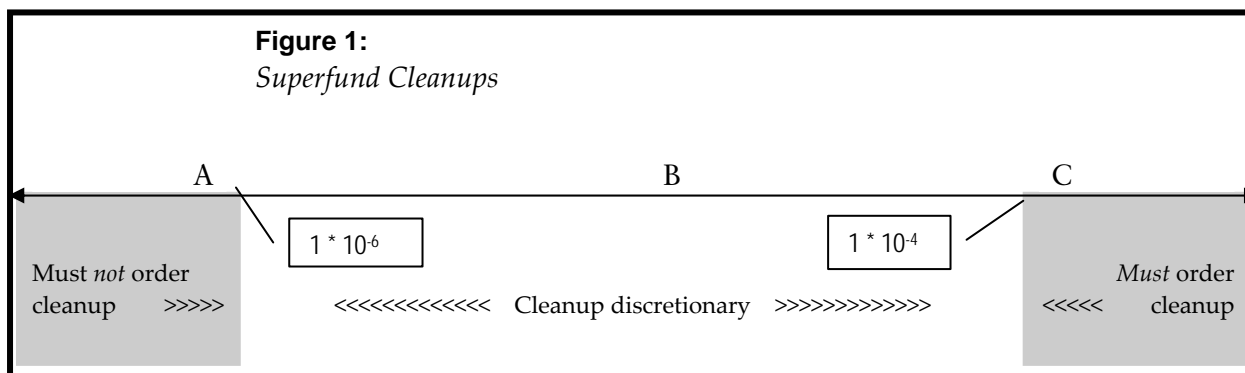 Figure 1:
Superfund Cleanups
A B C
1 * 10-6 1 * 10-4
Must not order
cleanup >>>>>
<<<<<<<<<<<<< Cleanup discretionary >>>>>>>>>>>>>
Must order
<<<<< cleanup